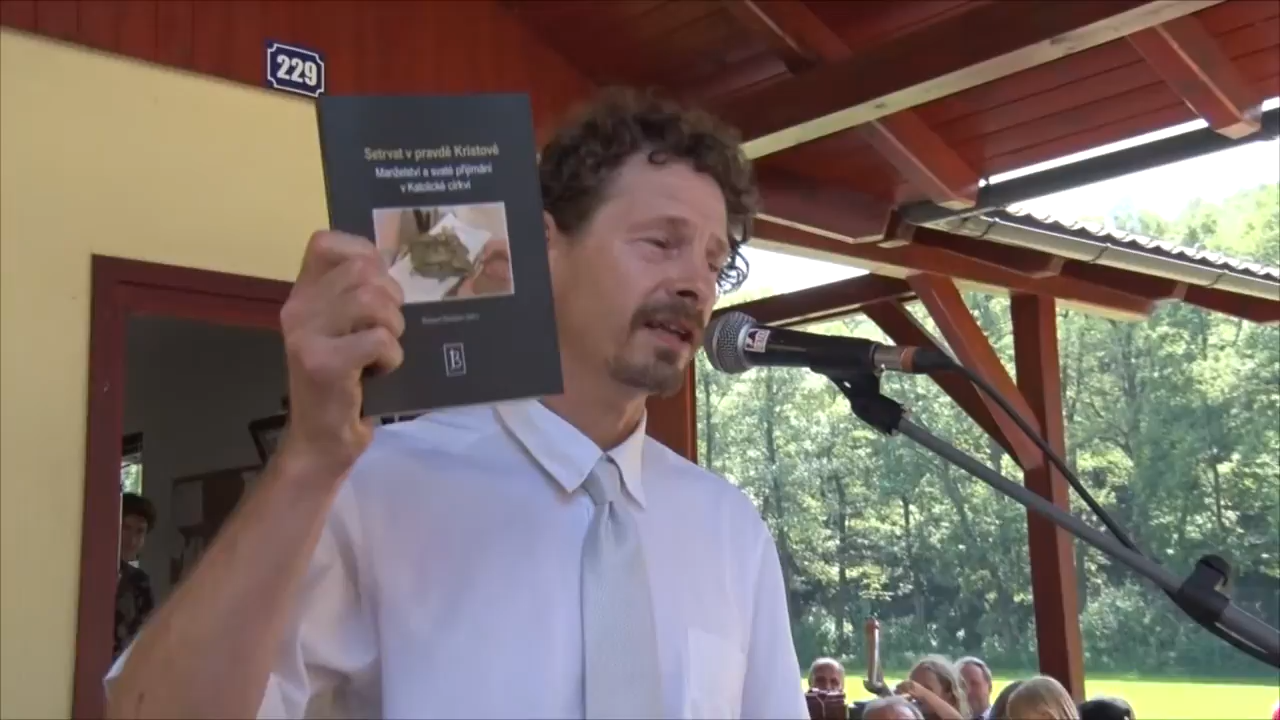 229
Setrvat v pravdě Kristově
Manželství a svaté přijímání
v Katolické církvi